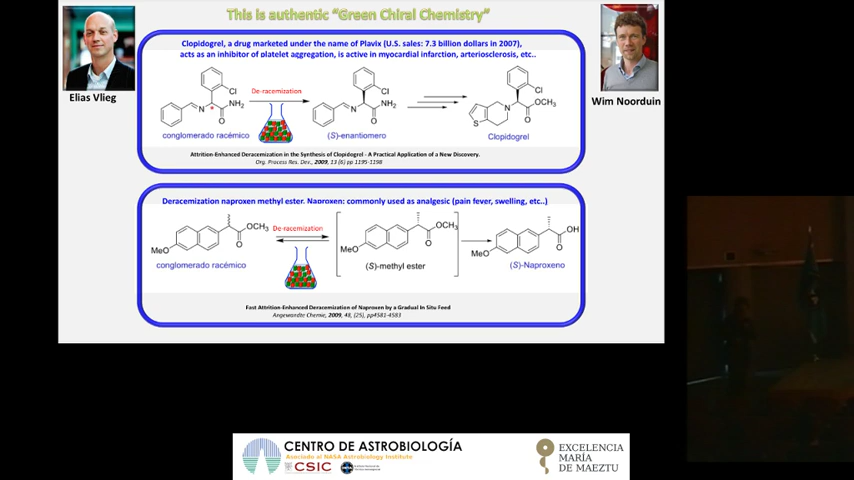 This is authentic "Green Chiral Chemistry"
Elias Vlieg
Wim Noorduin
Clopidogrel, a drug marketed under the name of Plavix (U.S. sales: 7.3 billion dollars in 2007),
acts as an inhibitor of platelet aggregation, is active in myocardial infarction, arteriosclerosis, etc..
Cl
N
NH2
O
*
De-racemization
Cl
N
NH2
O
Cl
N
OCH3
O
S
conglomerado racémico
(S)-enantiomero
Clopidogrel
Attrition-Enhanced Deracemization in the Synthesis of Clopidogrel - A Practical Application of a New Discovery.
Org. Process Res. Dev., 2009, 13 (6) pp 1195-1198
Deracemization naproxen methyl ester. Naproxen: commonly used as analgesic (pain fever, swelling, etc..)
OCH3
O
MeO
De-racemization
OCH3
O
MeO
OH
O
MeO
conglomerado racémico
(S)-methyl ester
(S)-Naproxeno
Fast Attrition-Enhanced Deracemization of Naproxen by a Gradual In Situ Feed
Angewandte Chemie, 2009, 48, (25), pp4581-4583
CENTRO DE ASTROBIOLOGÍA
Asociado al NASA Astrobiology Institute
CSIC
EXCELENCIA
MARÍA
DE MAEZTU